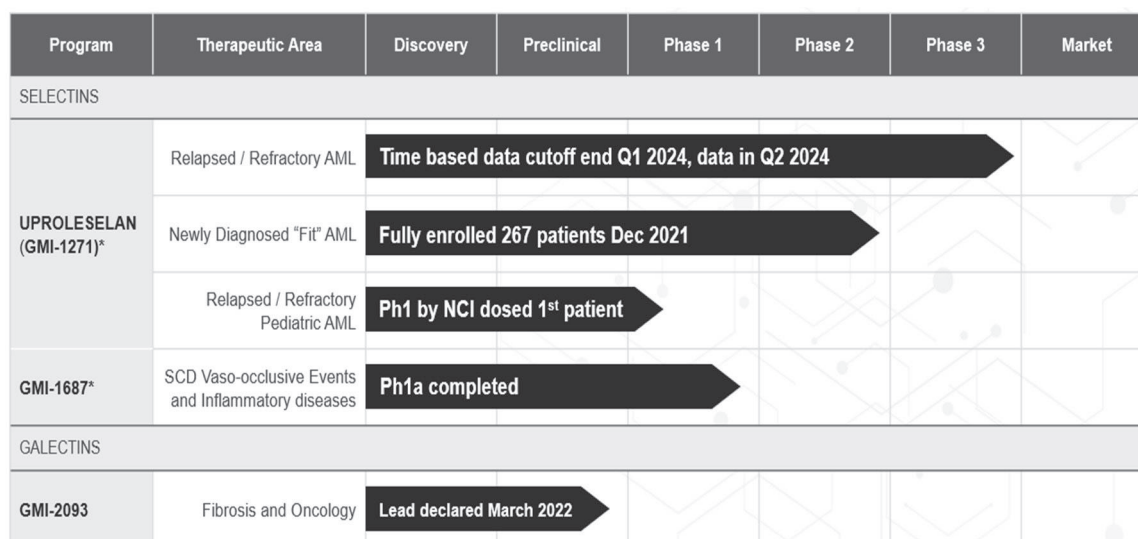 Program Therapeutic Area Discovery Preclinical Phase 1 Phase 2 Phase 3 Market
SELECTINS
UPROLESELAN
(GMI-1271)*
Relapsed / Refractory AML
Time based data cutoff end Q1 2024, data in Q2 2024
Newly Diagnosed “Fit” AML
Fully enrolled 267 patients Dec 2021
Relapsed / Refractory
Pediatric AML
Ph1 by NCI dosed 1st patient
GMI-1687*
SCD Vaso-occlusive Events
and Inflammatory diseases
Ph1a completed
GALECTINS
GMI-2093
Fibrosis and Oncology
Lead declared March 2022